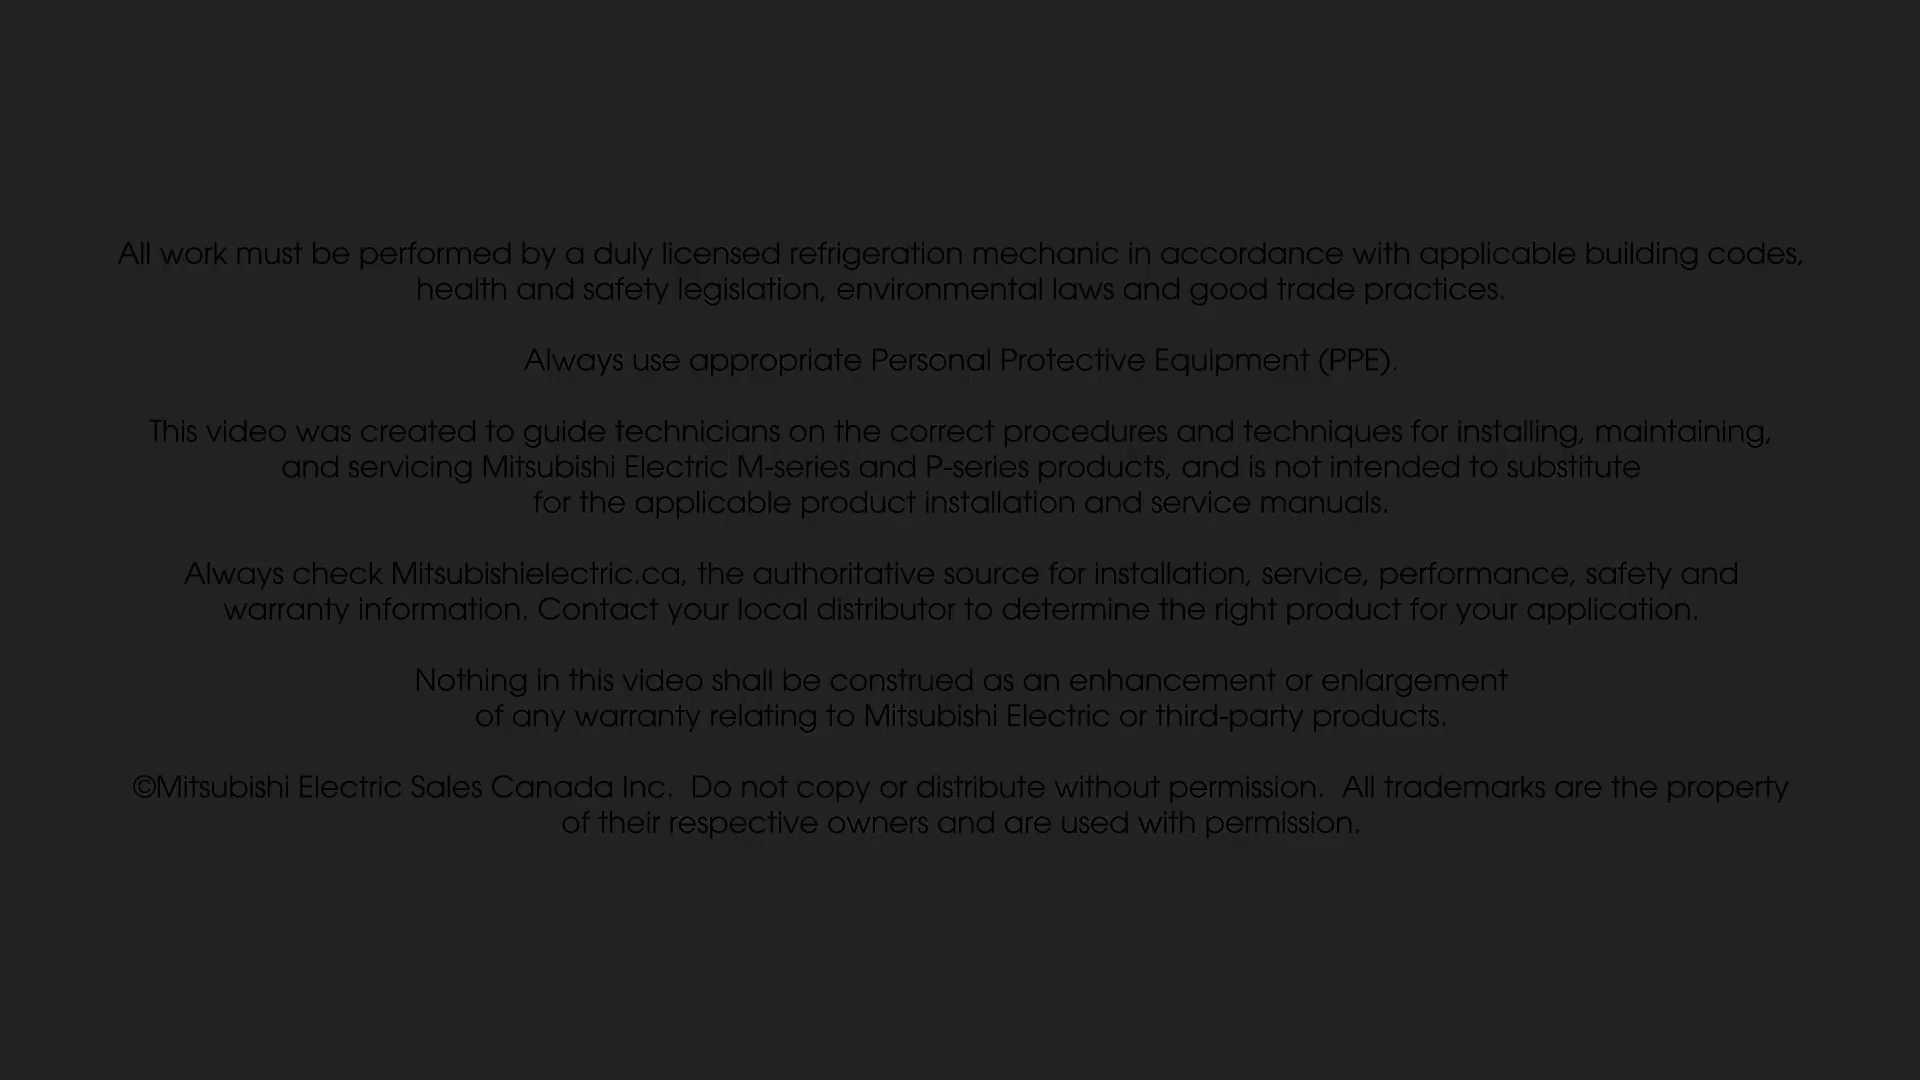 All work must be performed by a duly licensed refrigeration mechanic in accordance with applicable building codes,
health and safety legislation, environmental laws and good trade practices.
Always use appropriate Personal Protective Equipment (PPE).
This video was created to guide technicians on the correct procedures and techniques for installing, maintaining,
and servicing Mitsubishi Electric M-series and P-series products, and is not intended to substitute
for the applicable product installation and service manuals.
Always check Mitsubishielectric.ca, the authoritative source for installation, service, performance, safety and
warranty information. Contact your local distributor to determine the right product for your application.
Nothing in this video shall be construed as an enhancement or enlargement
of any warranty relating to Mitsubishi Electric or third-party products.
©Mitsubishi Electric Sales Canada Inc.  Do not copy or distribute without permission.  All trademarks are the property
of their respective owners and are used with permission.